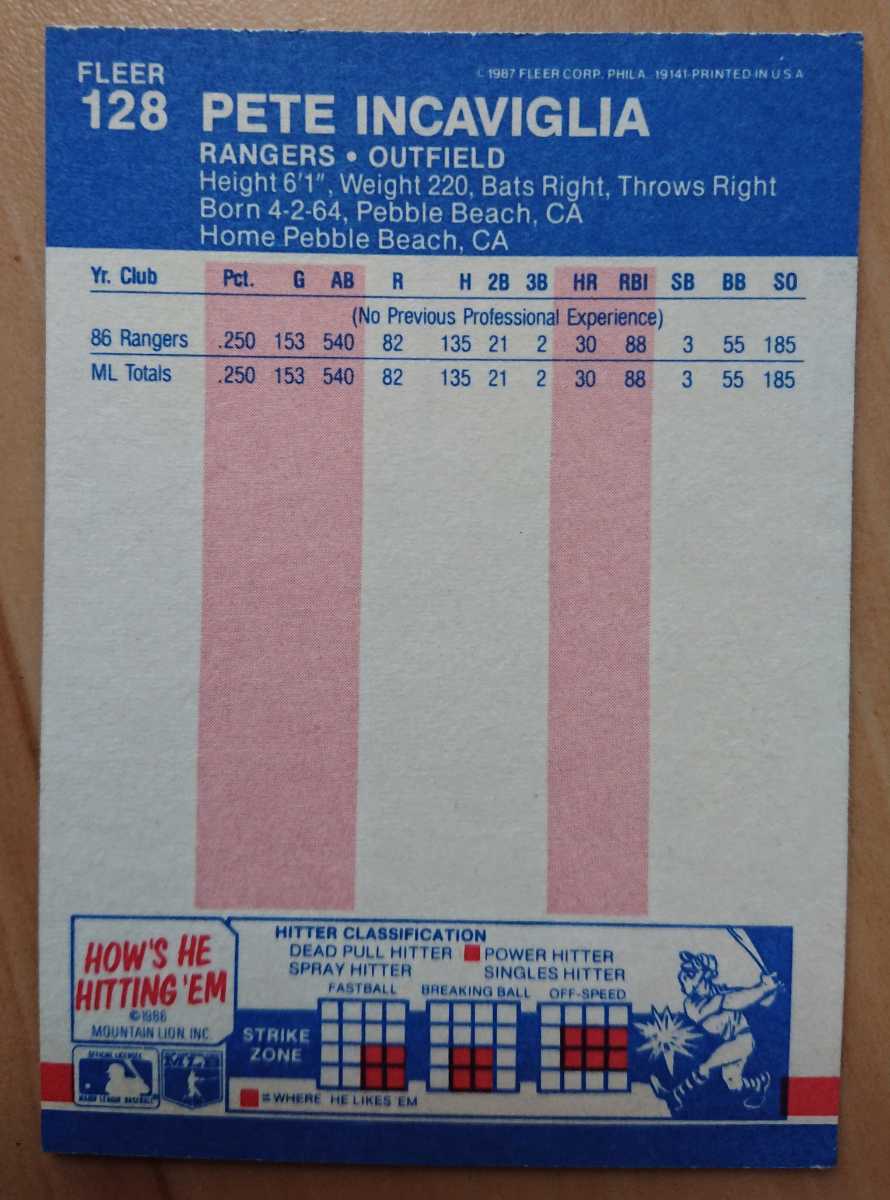 FLEER
128
© 1987 FLEER CORP. PHILA. 19141-PRINTED IN U S A
PETE INCAVIGLIA
RANGERS • OUTFIELD
Height 6'1", Weight 220, Bats Right, Throws Right
Born 4-2-64, Pebble Beach, CA
Home Pebble Beach, CA
Yr. Club Pct. G AB R H 2B 3B HR RBI SB BB SO
(No Previous Professional Experience)
86 Rangers .250 153 540 82 135 21 2 30 88 3 55 185
ML Totals .250 153 540 82 135 21 2 30 88 3 55 185
HOW'S HE
HITTING 'EM
©1986
MOUNTAIN LION INC.
HITTER CLASSIFICATION
DEAD PULL HITTER POWER HITTER
SPRAY HITTER SINGLES HITTER
FASTBALL BREAKING BALL OFF-SPEED
STRIKE
ZONE
= WHERE HE LIKES 'EM
OFFICIAL LICENSEE
MAJOR LEAGUE BASEBALL